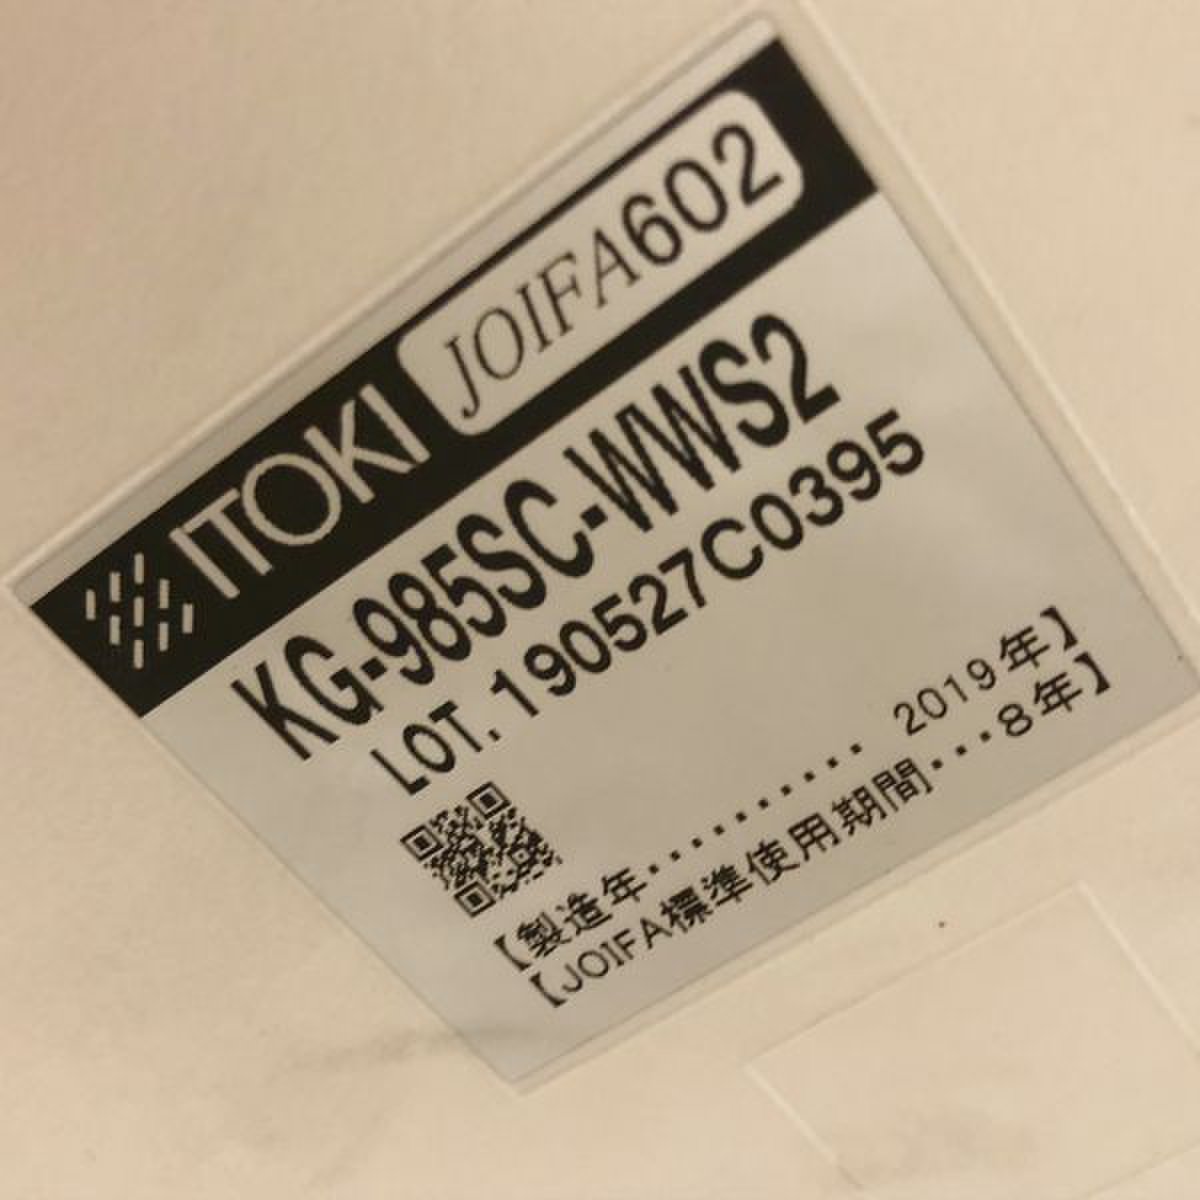 ITOKI JOIFA602
KG-985SC-WWS2
LOT. 190527C0395
【製造年・・・・・・・・・・・ 2019年】
【JOIFA標準使用期間・・・8年】